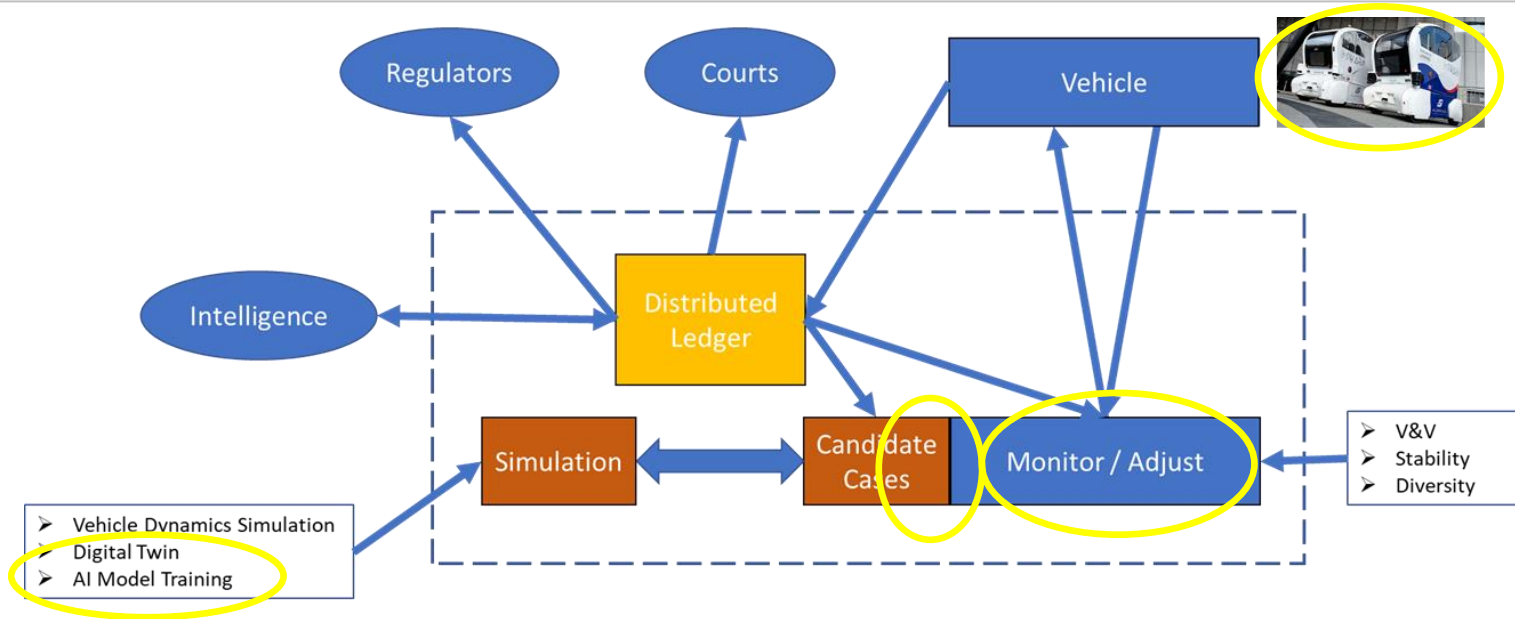 Regulators
Courts
Vehicle
Intelligence
Distributed
Ledger
Simulation
Candidate
Cases
Monitor / Adjust
➢ V&V
➢ Stability
➢ Diversity
➢ Vehicle Dynamics Simulation
➢ Digital Twin
➢ AI Model Training